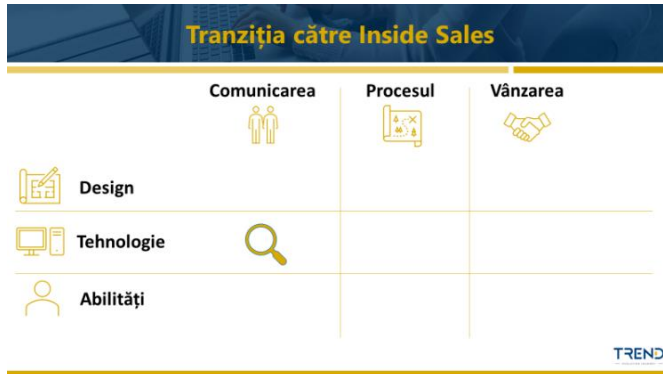 Tranziția către Inside Sales
Comunicarea
Procesul
Vânzarea
Design
Tehnologie
Abilități
TREND